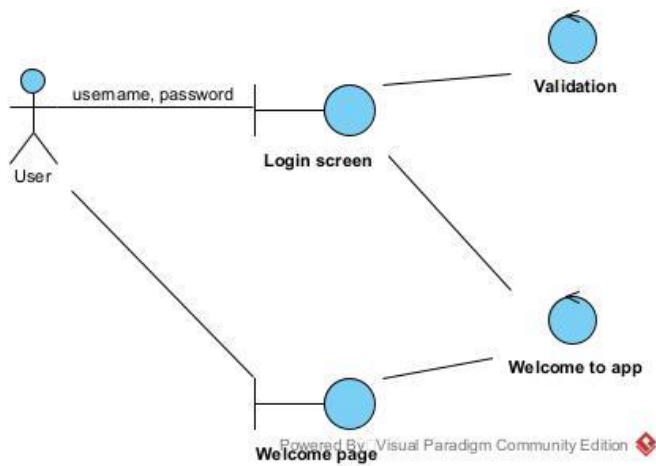 username, password
Validation
Login screen
User
Welcome to app
Powered By Visual Paradigm Community Edition
Welcome page